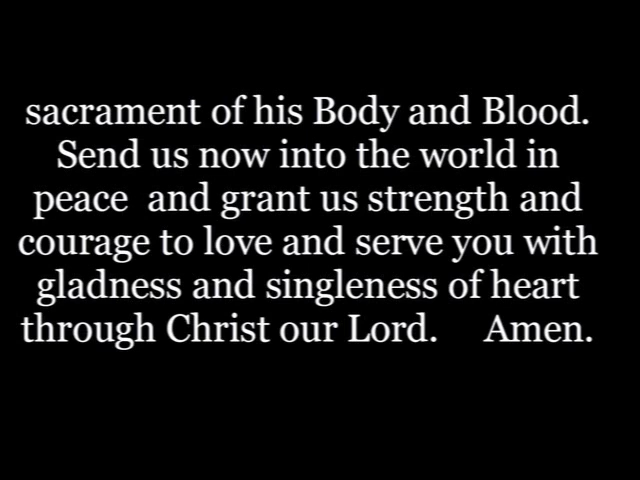 sacrament of his Body and Blood.
Send us now into the world in
peace  and grant us strength and
courage to love and serve you with
gladness and singleness of heart
through Christ our Lord.     Amen.